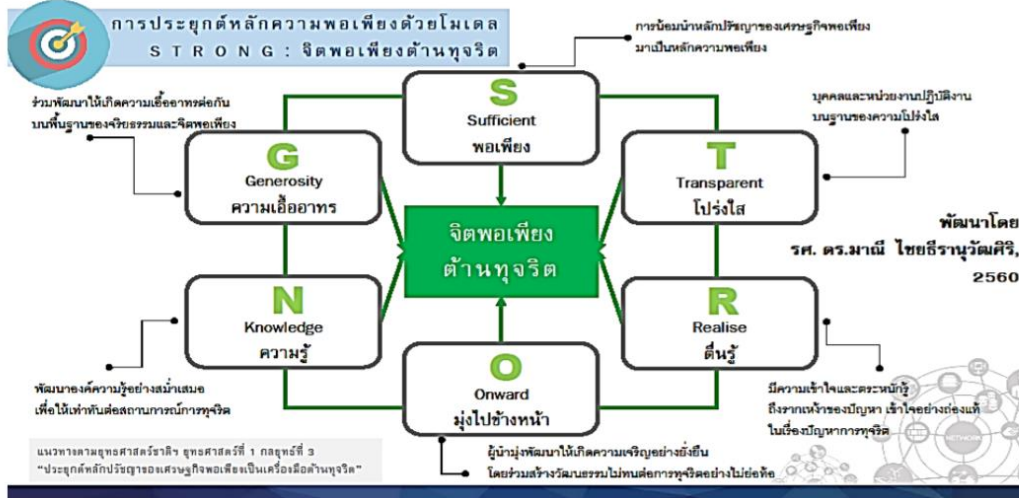 การประยุกต์หลักความพอเพียงด้วยโมเดล
S T R O N G : จิตพอเพียงต้านทุจริต
การน้อมนำหลักปรัชญาของเศรษฐกิจพอเพียง
มาเป็นหลักความพอเพียง
S
Sufficient
พอเพียง
บุคคลและหน่วยงานปฏิบัติงาน
บนฐานของความโปร่งใส
T
Transparent
โปร่งใส
ร่วมพัฒนาให้เกิดความเอื้ออาทรต่อกัน
บนพื้นฐานของจริยธรรมและจิตพอเพียง
G
Generosity
ความเอื้ออาทร
จิตพอเพียง
ต้านทุจริต
พัฒนาโดย
รศ. ดร.มาณี ไชยธีรานุวัฒศิริ,
2560
R
Realise
ตื่นรู้
มีความเข้าใจและตระหนักรู้
ถึงรากเหง้าของปัญหา เข้าใจอย่างถ่องแท้
ในเรื่องปัญหาการทุจริต
N
Knowledge
ความรู้
พัฒนาองค์ความรู้อย่างสม่ำเสมอ
เพื่อให้เท่าทันต่อสถานการณ์การทุจริต
O
Onward
มุ่งไปข้างหน้า
ผู้นำมุ่งพัฒนาให้เกิดความเจริญอย่างยั่งยืน
โดยร่วมสร้างวัฒนธรรมไม่ทนต่อการทุจริตอย่างไม่ย่อท้อ
แนวทางตามยุทธศาสตร์ชาติฯ ยุทธศาสตร์ที่ 1 กลยุทธ์ที่ 3
"ประยุกต์หลักปรัชญาของเศรษฐกิจพอเพียงเป็นเครื่องมือต้านทุจริต"
NETWORK